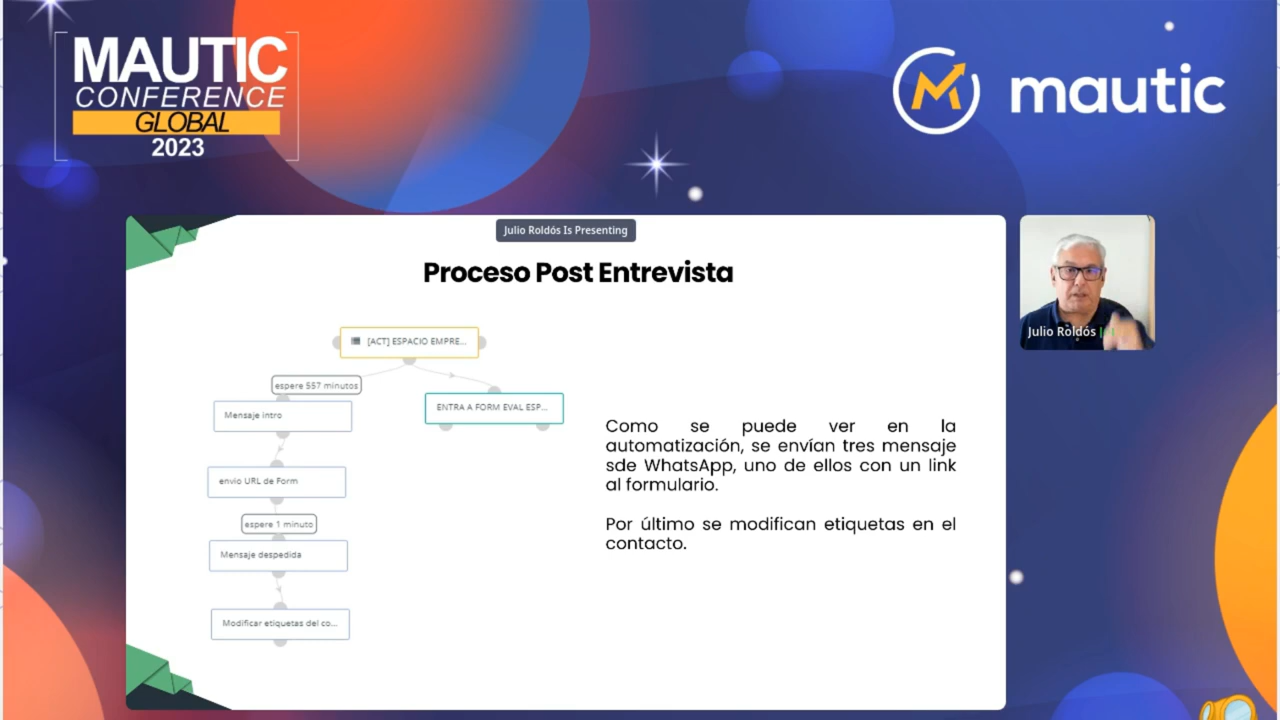 MAUTIC
CONFERENCE
GLOBAL
2023
mautic
Julio Roldós Is Presenting
Proceso Post Entrevista
[ACT] ESPACIO EMPRE...
espere 557 minutos
ENTRA A FORM EVAL ESP...
Mensaje intro
envio URL de Form
espere 1 minuto
Mensaje despedida
Modificar etiquetas del co...
Como se puede ver en la
automatización, se envían tres mensaje
sde WhatsApp, uno de ellos con un link
al formulario.
Por último se modifican etiquetas en el
contacto.
Julio Roldós